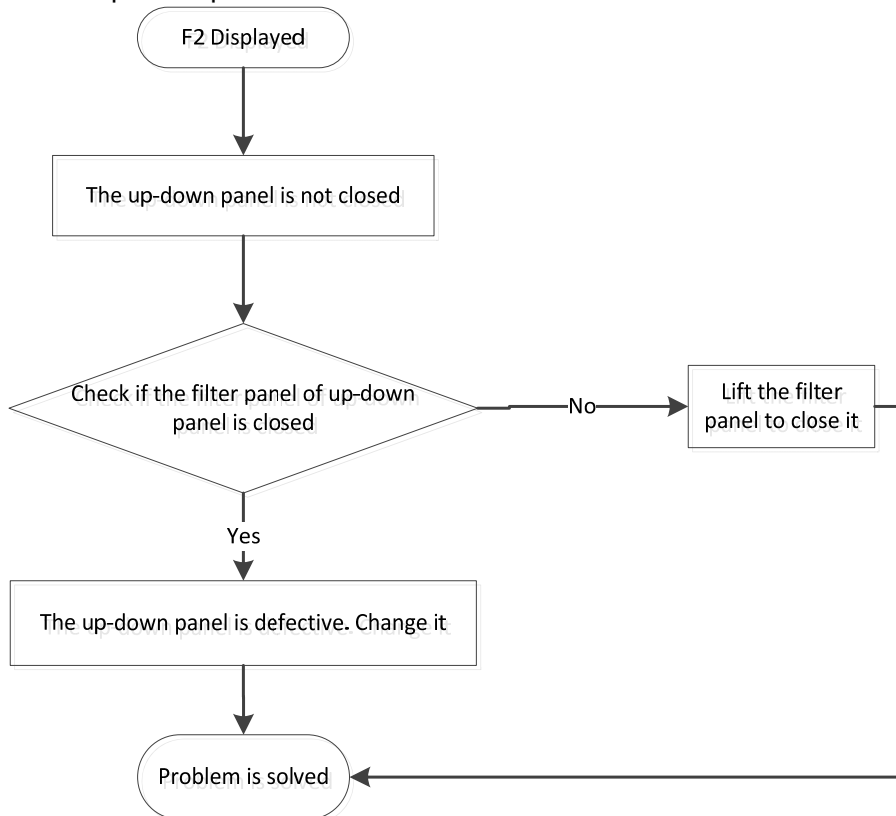 F2 Displayed
The up-down panel is not closed
Check if the filter panel of up-down
panel is closed
No
Lift the filter
panel to close it
Yes
The up-down panel is defective. Change it
Problem is solved